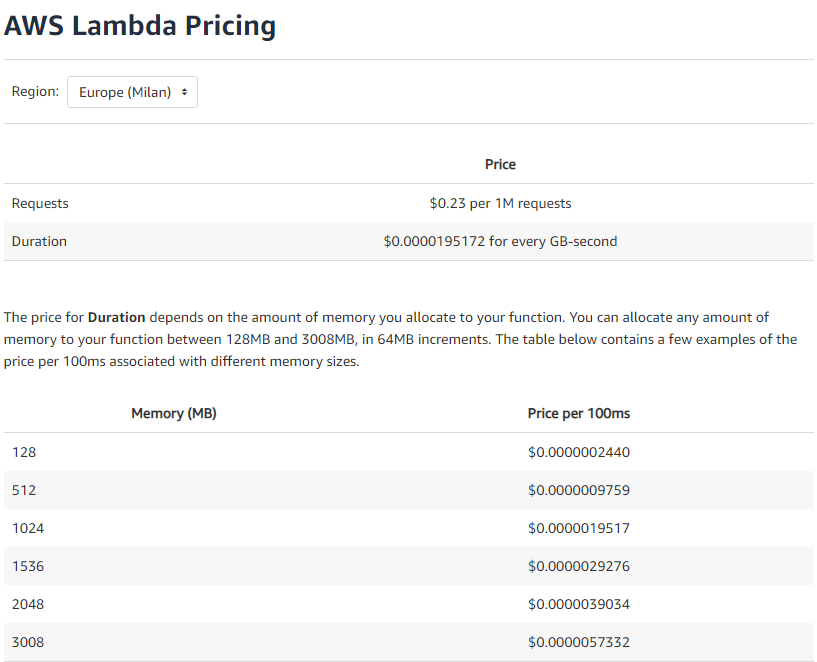 AWS Lambda Pricing
Region: Europe (Milan)
Price
Requests $0.23 per 1M requests
Duration $0.0000195172 for every GB-second
The price for Duration depends on the amount of memory you allocate to your function. You can allocate any amount of
memory to your function between 128MB and 3008MB, in 64MB increments. The table below contains a few examples of the
price per 100ms associated with different memory sizes.
Memory (MB) Price per 100ms
128 $0.0000002440
512 $0.0000009759
1024 $0.0000019517
1536 $0.0000029276
2048 $0.0000039034
3008 $0.0000057332